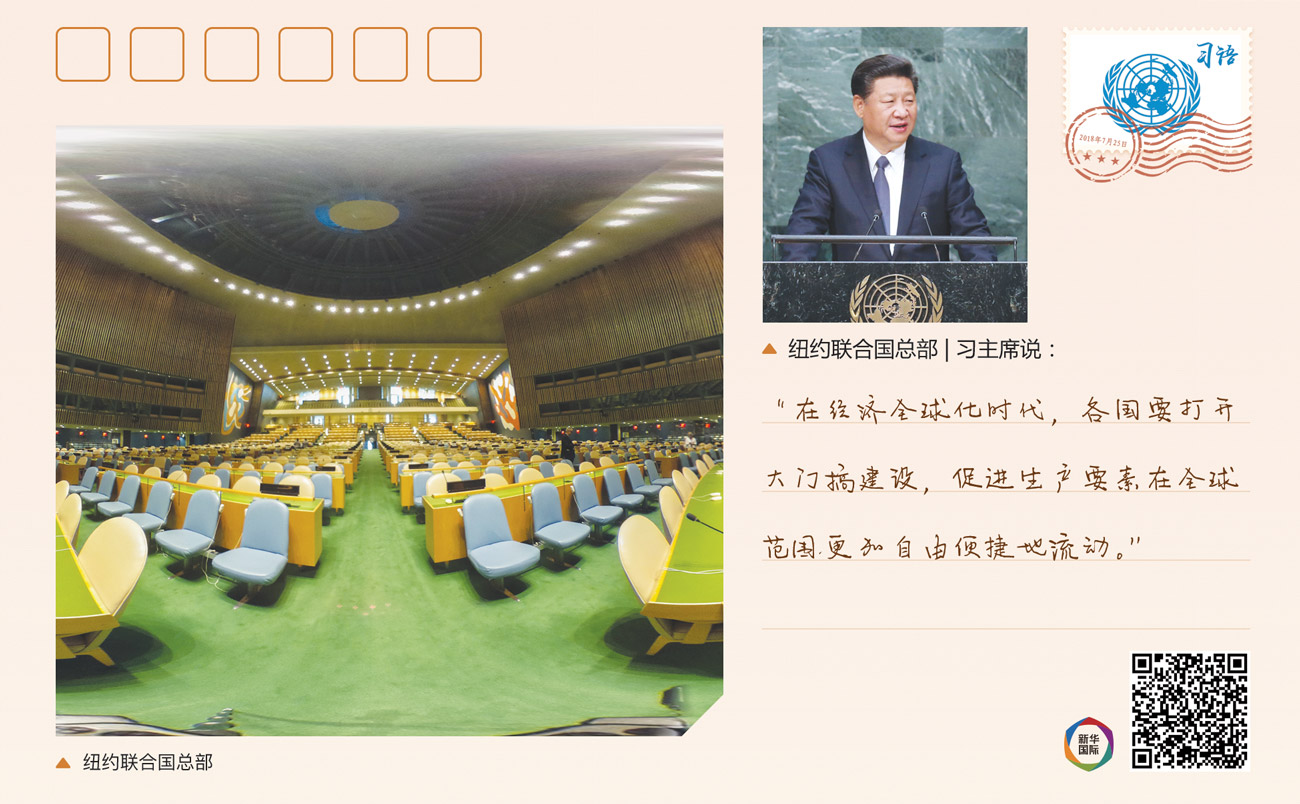 习语
2018年7月23日
纽约联合国总部 | 习主席说：
“在经济全球化时代，各国要打开
大门搞建设，促进生产要素在全球
范围更加自由便捷地流动。”
新华
国际
纽约联合国总部